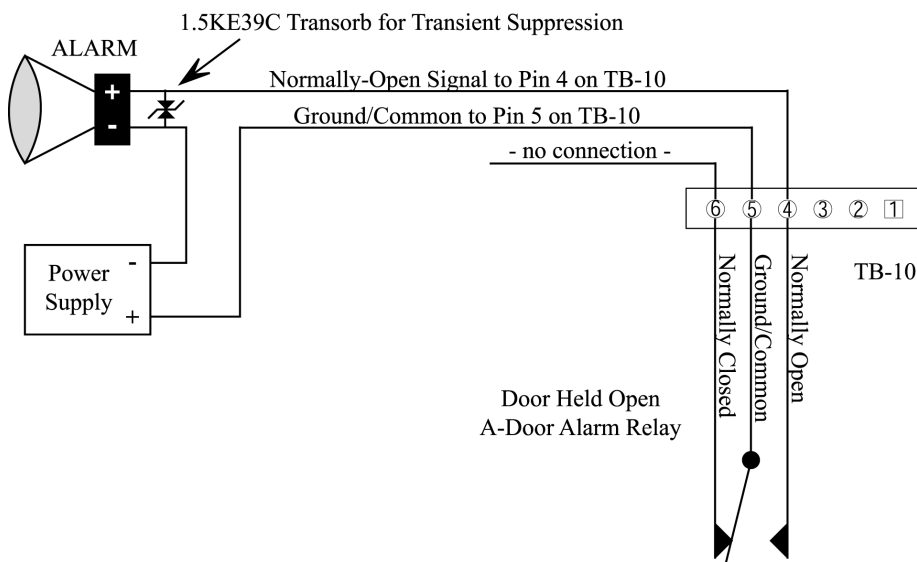 1.5KE39C Transorb for Transient Suppression
ALARM
+
-
Normally-Open Signal to Pin 4 on TB-10
Ground/Common to Pin 5 on TB-10
- no connection -
6 5 4 3 2 1
TB-10
Power
Supply
-
+
Normally Closed
Ground/Common
Normally Open
Door Held Open
A-Door Alarm Relay